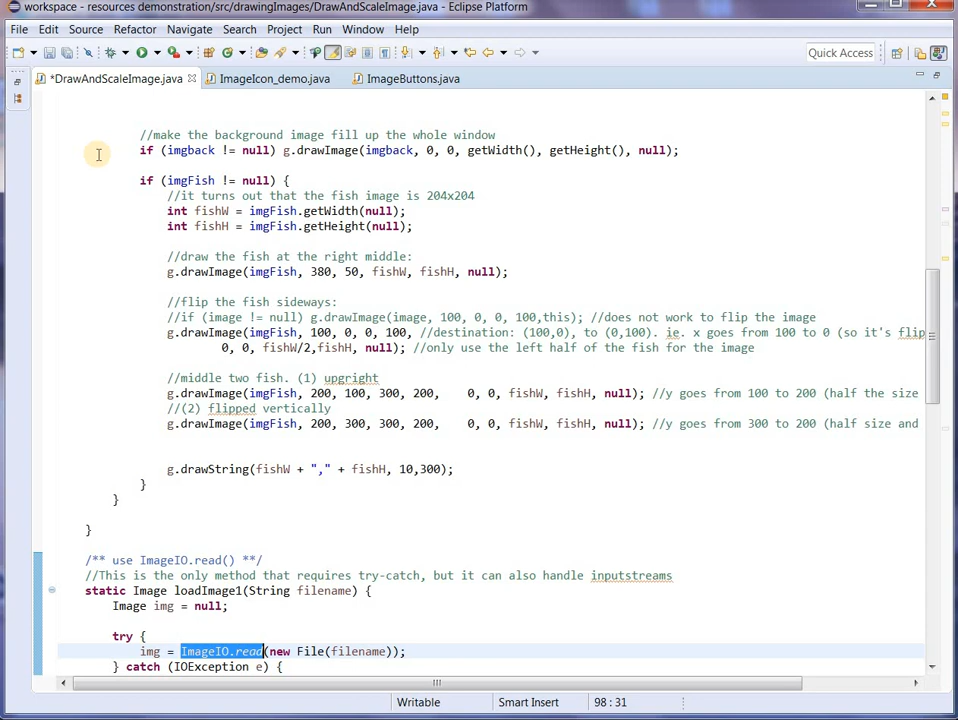 workspace - resources demonstration/src/drawingImages/DrawAndScaleImage.java - Eclipse Platform
File Edit Source Refactor Navigate Search Project Run Window Help
Quick Access
*DrawAndScaleImage.java ImageIcon_demo.java ImageButtons.java
//make the background image fill up the whole window
if (imgback != null) g.drawImage(imgback, 0, 0, getWidth(), getHeight(), null);
if (imgFish != null) {
//it turns out that the fish image is 204x204
int fishW = imgFish.getWidth(null);
int fishH = imgFish.getHeight(null);
//draw the fish at the right middle:
g.drawImage(imgFish, 380, 50, fishW, fishH, null);
//flip the fish sideways:
//if (image != null) g.drawImage(image, 100, 0, 0, 100,this); //does not work to flip the image
g.drawImage(imgFish, 100, 0, 0, 100, //destination: (100,0), to (0,100). ie. x goes from 100 to 0 (so it's flip
0, 0, fishW/2,fishH, null); //only use the left half of the fish for the image
//middle two fish. (1) upgright
g.drawImage(imgFish, 200, 100, 300, 200, 0, 0, fishW, fishH, null); //y goes from 100 to 200 (half the size
//(2) flipped vertically
g.drawImage(imgFish, 200, 300, 300, 200, 0, 0, fishW, fishH, null); //y goes from 300 to 200 (half size and
g.drawString(fishW + "," + fishH, 10,300);
}
}
}
/** use ImageIO.read() **/
//This is the only method that requires try-catch, but it can also handle inputstreams
static Image loadImage1(String filename) {
Image img = null;
try {
img = ImageIO.read(new File(filename));
} catch (IOException e) {
Writable Smart Insert 98 : 31